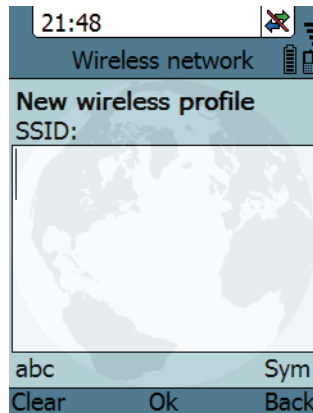 21:48
Wireless network
New wireless profile
SSID:
abc Sym
Clear Ok Back